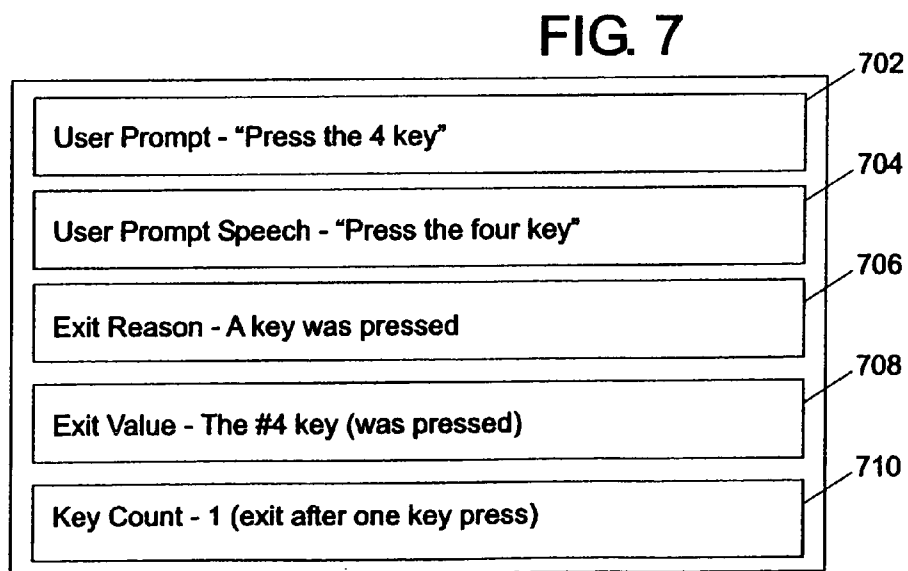 FIG. 7
702
User Prompt - “Press the 4 key”
704
User Prompt Speech - “Press the four key”
706
Exit Reason - A key was pressed
708
Exit Value - The #4 key (was pressed)
710
Key Count - 1 (exit after one key press)